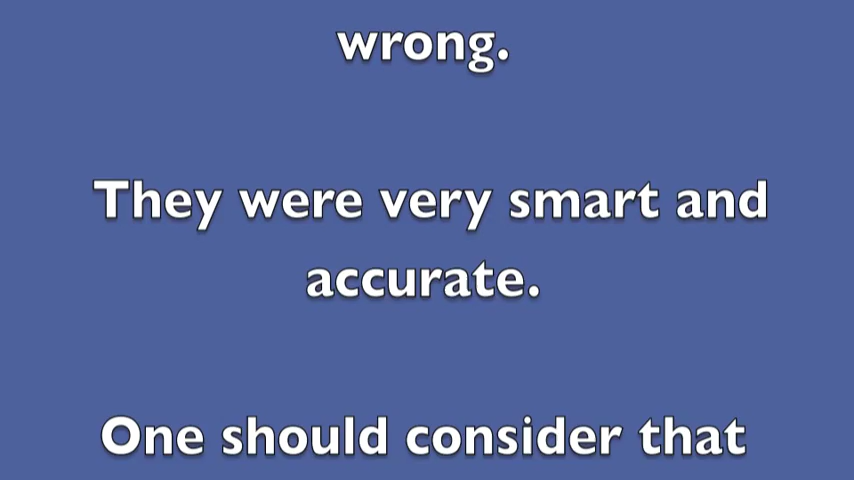 wrong.
They were very smart and
accurate.
One should consider that